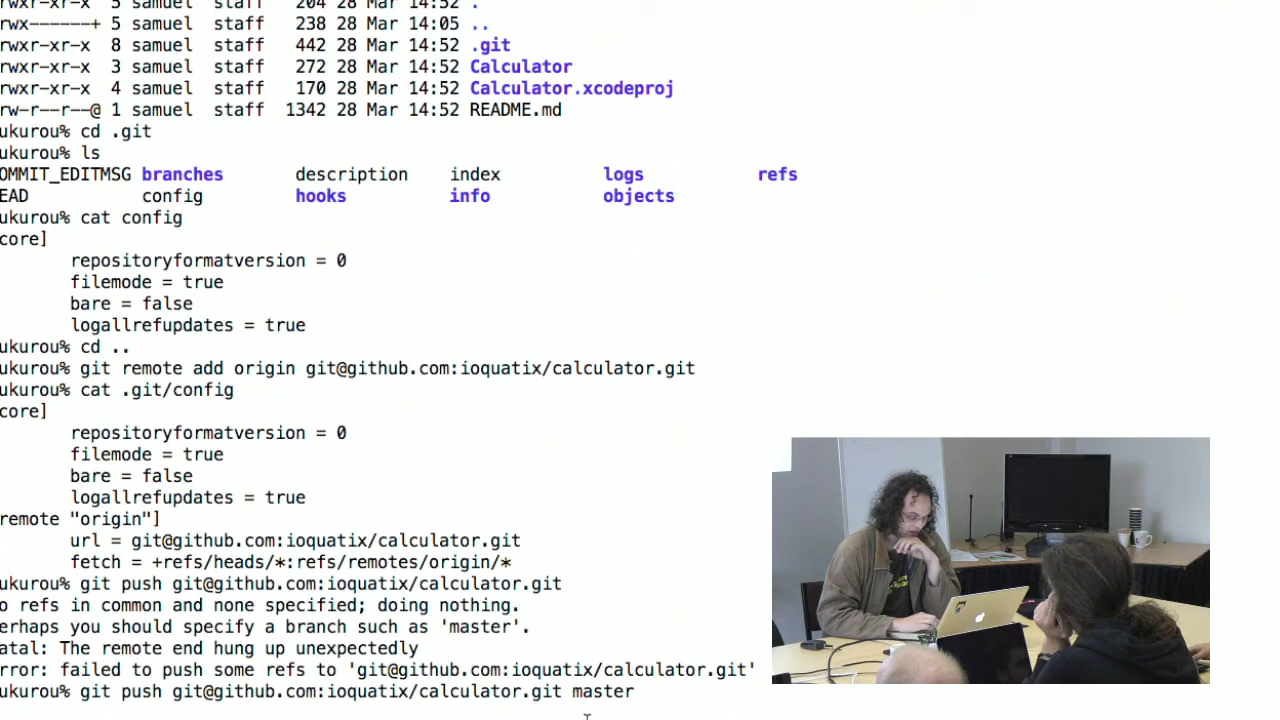 rwxr-xr-x 5 samuel staff 204 28 Mar 14:52 .
rwx------+ 5 samuel staff 238 28 Mar 14:05 ..
rwxr-xr-x 8 samuel staff 442 28 Mar 14:52 .git
rwxr-xr-x 3 samuel staff 272 28 Mar 14:52 Calculator
rwxr-xr-x 4 samuel staff 170 28 Mar 14:52 Calculator.xcodeproj
rw-r--r--@ 1 samuel staff 1342 28 Mar 14:52 README.md
ukurou% cd .git
ukurou% ls
OMMIT_EDITMSG branches description index logs refs
EAD config hooks info objects
ukurou% cat config
core]
repositoryformatversion = 0
filemode = true
bare = false
logallrefupdates = true
ukurou% cd ..
ukurou% git remote add origin git@github.com:ioquatix/calculator.git
ukurou% cat .git/config
core]
repositoryformatversion = 0
filemode = true
bare = false
logallrefupdates = true
remote "origin"]
url = git@github.com:ioquatix/calculator.git
fetch = +refs/heads/*:refs/remotes/origin/*
ukurou% git push git@github.com:ioquatix/calculator.git
o refs in common and none specified; doing nothing.
erhaps you should specify a branch such as 'master'.
atal: The remote end hung up unexpectedly
rror: failed to push some refs to 'git@github.com:ioquatix/calculator.git'
ukurou% git push git@github.com:ioquatix/calculator.git master